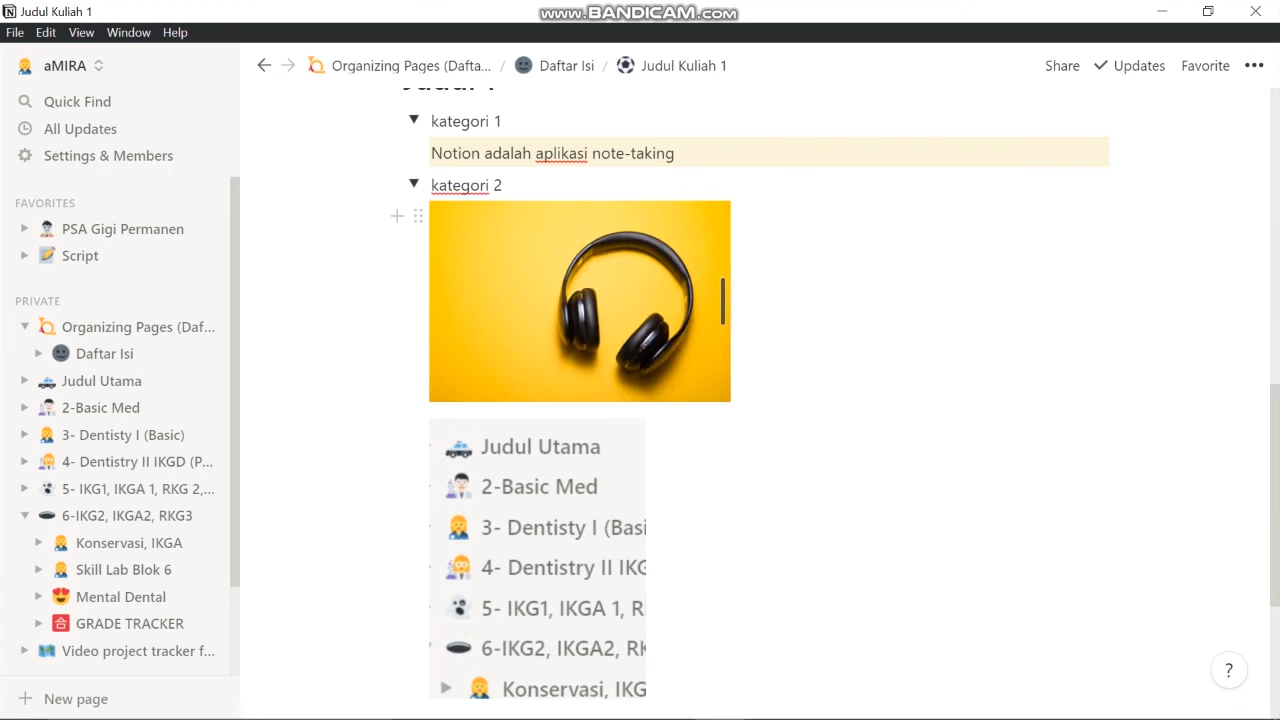 Judul Kuliah 1
www.BANDICAM.com
File Edit View Window Help
aMIRA
Quick Find
All Updates
Settings & Members
FAVORITES
PSA Gigi Permanen
Script
PRIVATE
Organizing Pages (Daf...
Daftar Isi
Judul Utama
2-Basic Med
3- Dentisty I (Basic)
4- Dentistry II IKGD (P...
5- IKG1, IKGA 1, RKG 2,...
6-IKG2, IKGA2, RKG3
Konservasi, IKGA
Skill Lab Blok 6
Mental Dental
GRADE TRACKER
Video project tracker f...
New page
Organizing Pages (Dafta... / Daftar Isi / Judul Kuliah 1
Share Updates Favorite
kategori 1
Notion adalah aplikasi note-taking
kategori 2
Judul Utama
2-Basic Med
3- Dentisty I (Basi
4- Dentistry II IKG
5- IKG1, IKGA 1, R
6-IKG2, IKGA2, RK
Konservasi, IKG
?